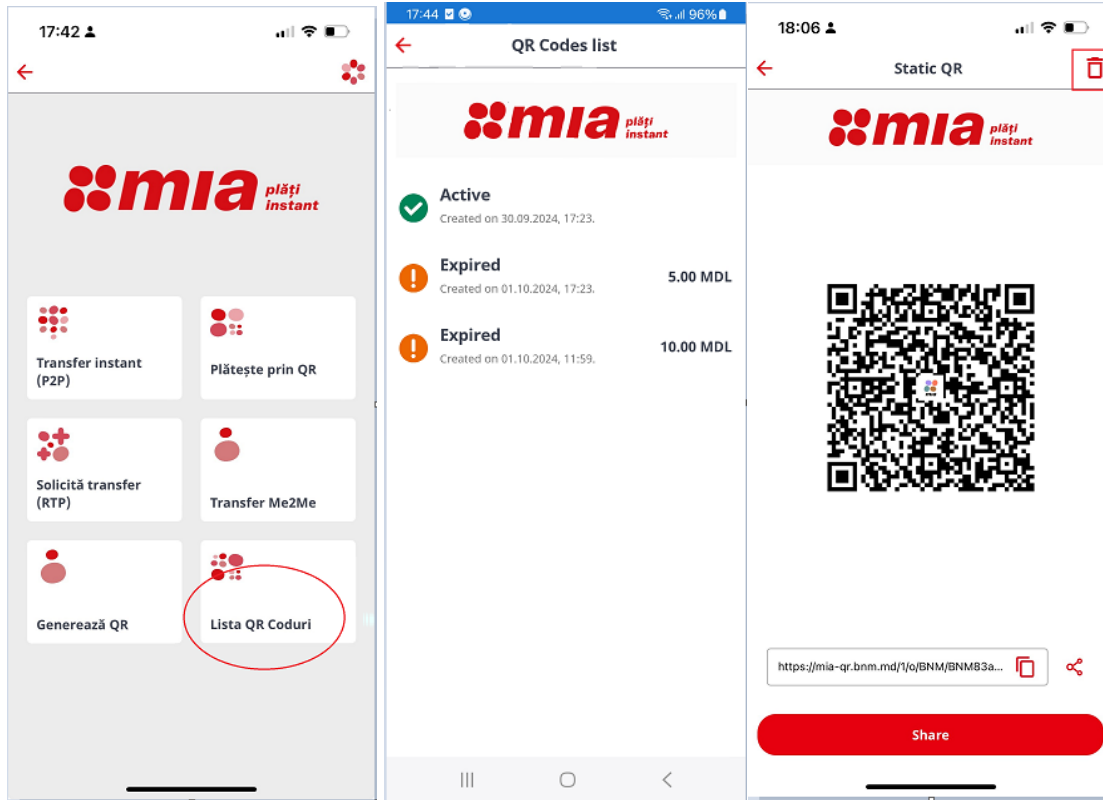 17:42
mıa plăți
instant
Transfer instant
(P2P)
Plătește prin QR
Solicită transfer
(RTP)
Transfer Me2Me
Generează QR
Lista QR Coduri
17:44 96%
QR Codes list
mıa plăți
instant
Active
Created on 30.09.2024, 17:23.
Expired
5.00 MDL
Created on 01.10.2024, 17:23.
Expired
10.00 MDL
Created on 01.10.2024, 11:59.
18:06
Static QR
mıa plăți
instant
https://mia-qr.bnm.md/1/o/BNM/BNM83a...
Share